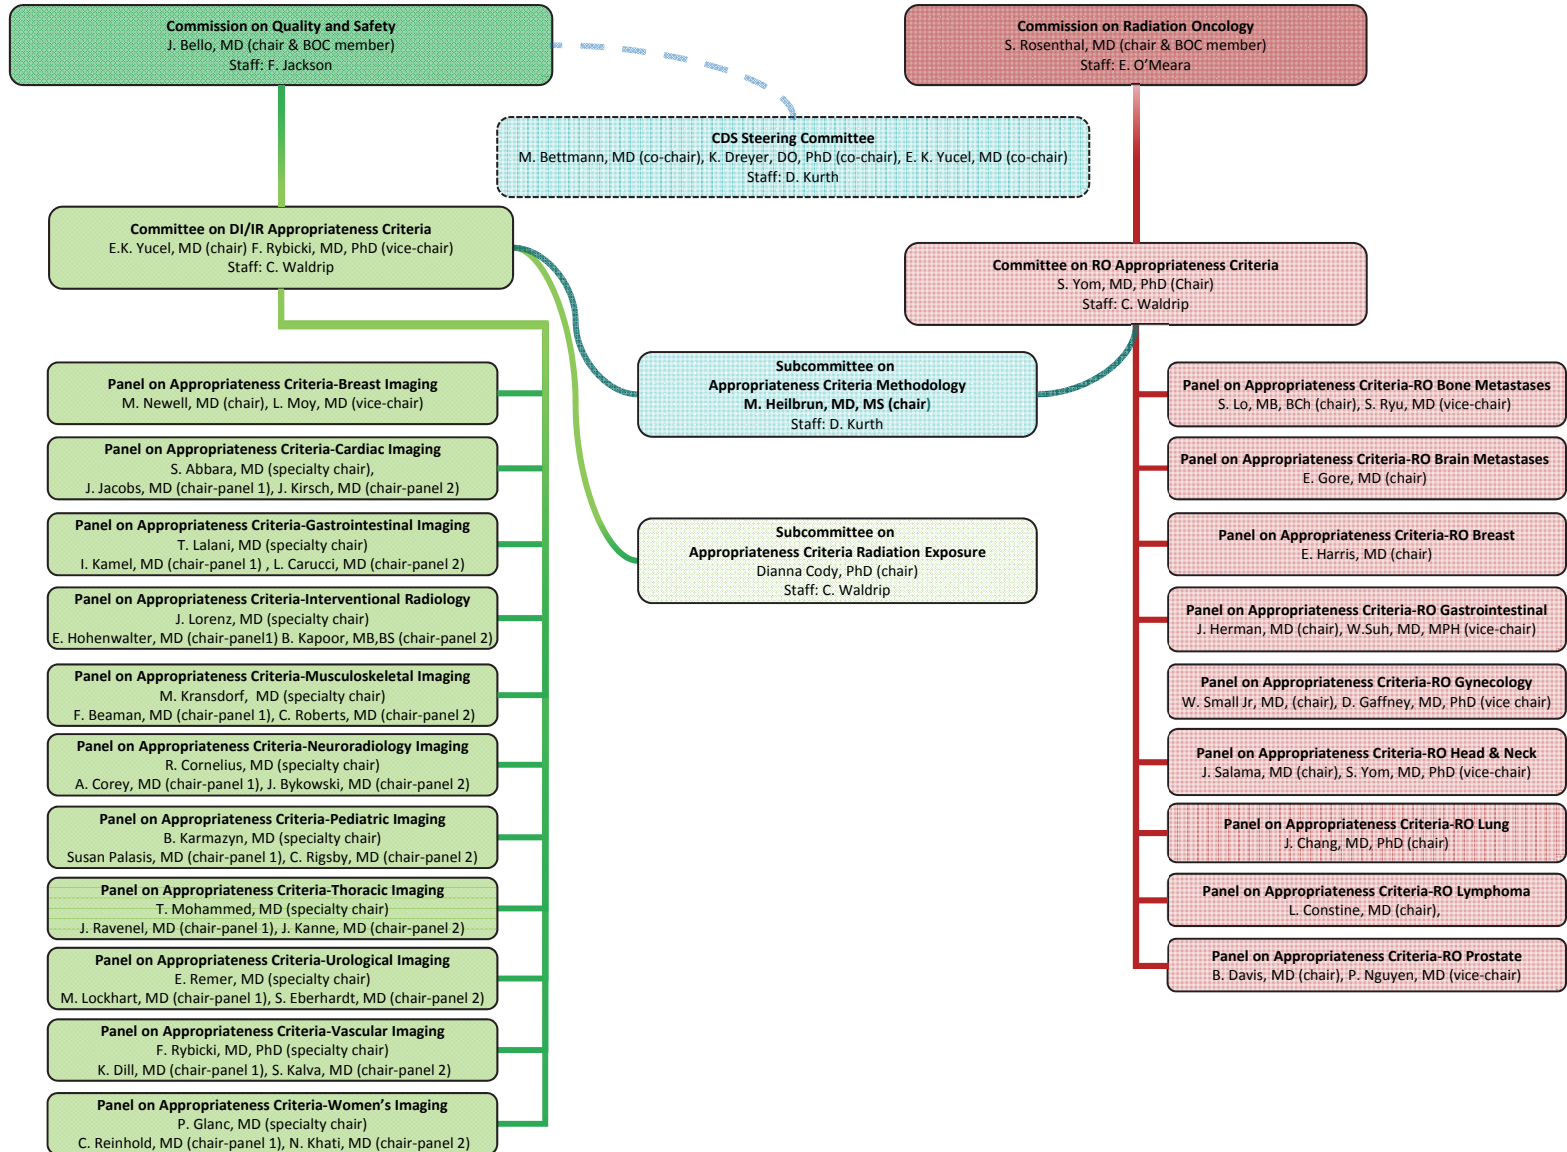 Commission on Quality and Safety
J. Bello, MD (chair & BOC member)
Staff: F. Jackson
Commission on Radiation Oncology
S. Rosenthal, MD (chair & BOC member)
Staff: E. O’Meara
CDS Steering Committee
M. Bettmann, MD (co-chair), K. Dreyer, DO, PhD (co-chair), E. K. Yucel, MD (co-chair)
Staff: D. Kurth
Committee on DI/IR Appropriateness Criteria
E.K. Yucel, MD (chair) F. Rybicki, MD, PhD (vice-chair)
Staff: C. Waldrip
Committee on RO Appropriateness Criteria
S. Yom, MD, PhD (Chair)
Staff: C. Waldrip
Subcommittee on
Appropriateness Criteria Methodology
M. Heilbrun, MD, MS (chair)
Staff: D. Kurth
Subcommittee on
Appropriateness Criteria Radiation Exposure
Dianna Cody, PhD (chair)
Staff: C. Waldrip
Panel on Appropriateness Criteria-Breast Imaging
M. Newell, MD (chair), L. Moy, MD (vice-chair)
Panel on Appropriateness Criteria-Cardiac Imaging
S. Abbara, MD (specialty chair),
J. Jacobs, MD (chair-panel 1), J. Kirsch, MD (chair-panel 2)
Panel on Appropriateness Criteria-Gastrointestinal Imaging
T. Lalani, MD (specialty chair)
I. Kamel, MD (chair-panel 1) , L. Carucci, MD (chair-panel 2)
Panel on Appropriateness Criteria-Interventional Radiology
J. Lorenz, MD (specialty chair)
E. Hohenwalter, MD (chair-panel1) B. Kapoor, MB,BS (chair-panel 2)
Panel on Appropriateness Criteria-Musculoskeletal Imaging
M. Kransdorf, MD (specialty chair)
F. Beaman, MD (chair-panel 1), C. Roberts, MD (chair-panel 2)
Panel on Appropriateness Criteria-Neuroradiology Imaging
R. Cornelius, MD (specialty chair)
A. Corey, MD (chair-panel 1), J. Bykowski, MD (chair-panel 2)
Panel on Appropriateness Criteria-Pediatric Imaging
B. Karmazyn, MD (specialty chair)
Susan Palasis, MD (chair-panel 1), C. Rigsby, MD (chair-panel 2)
Panel on Appropriateness Criteria-Thoracic Imaging
T. Mohammed, MD (specialty chair)
J. Ravenel, MD (chair-panel 1), J. Kanne, MD (chair-panel 2)
Panel on Appropriateness Criteria-Urological Imaging
E. Remer, MD (specialty chair)
M. Lockhart, MD (chair-panel 1), S. Eberhardt, MD (chair-panel 2)
Panel on Appropriateness Criteria-Vascular Imaging
F. Rybicki, MD, PhD (specialty chair)
K. Dill, MD (chair-panel 1), S. Kalva, MD (chair-panel 2)
Panel on Appropriateness Criteria-Women’s Imaging
P. Glanc, MD (specialty chair)
C. Reinhold, MD (chair-panel 1), N. Khati, MD (chair-panel 2)
Panel on Appropriateness Criteria-RO Bone Metastases
S. Lo, MB, BCh (chair), S. Ryu, MD (vice-chair)
Panel on Appropriateness Criteria-RO Brain Metastases
E. Gore, MD (chair)
Panel on Appropriateness Criteria-RO Breast
E. Harris, MD (chair)
Panel on Appropriateness Criteria-RO Gastrointestinal
J. Herman, MD (chair), W.Suh, MD, MPH (vice-chair)
Panel on Appropriateness Criteria-RO Gynecology
W. Small Jr, MD, (chair), D. Gaffney, MD, PhD (vice chair)
Panel on Appropriateness Criteria-RO Head & Neck
J. Salama, MD (chair), S. Yom, MD, PhD (vice-chair)
Panel on Appropriateness Criteria-RO Lung
J. Chang, MD, PhD (chair)
Panel on Appropriateness Criteria-RO Lymphoma
L. Constine, MD (chair),
Panel on Appropriateness Criteria-RO Prostate
B. Davis, MD (chair), P. Nguyen, MD (vice-chair)